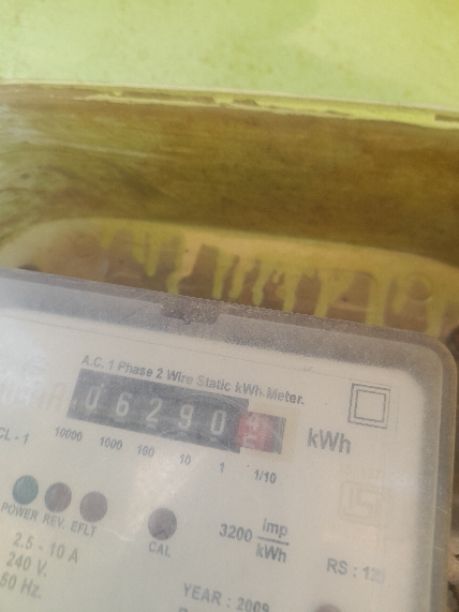 A.C. 1 Phase 2 Wire Static kWh Meter.
06290
kWh
CL - 1
10000 1000 100 10 1 1/10
POWER REV. EFLT
CAL
3200 imp
kWh
2.5 - 10 A
240 V.
50 Hz.
RS : 12
YEAR : 2009